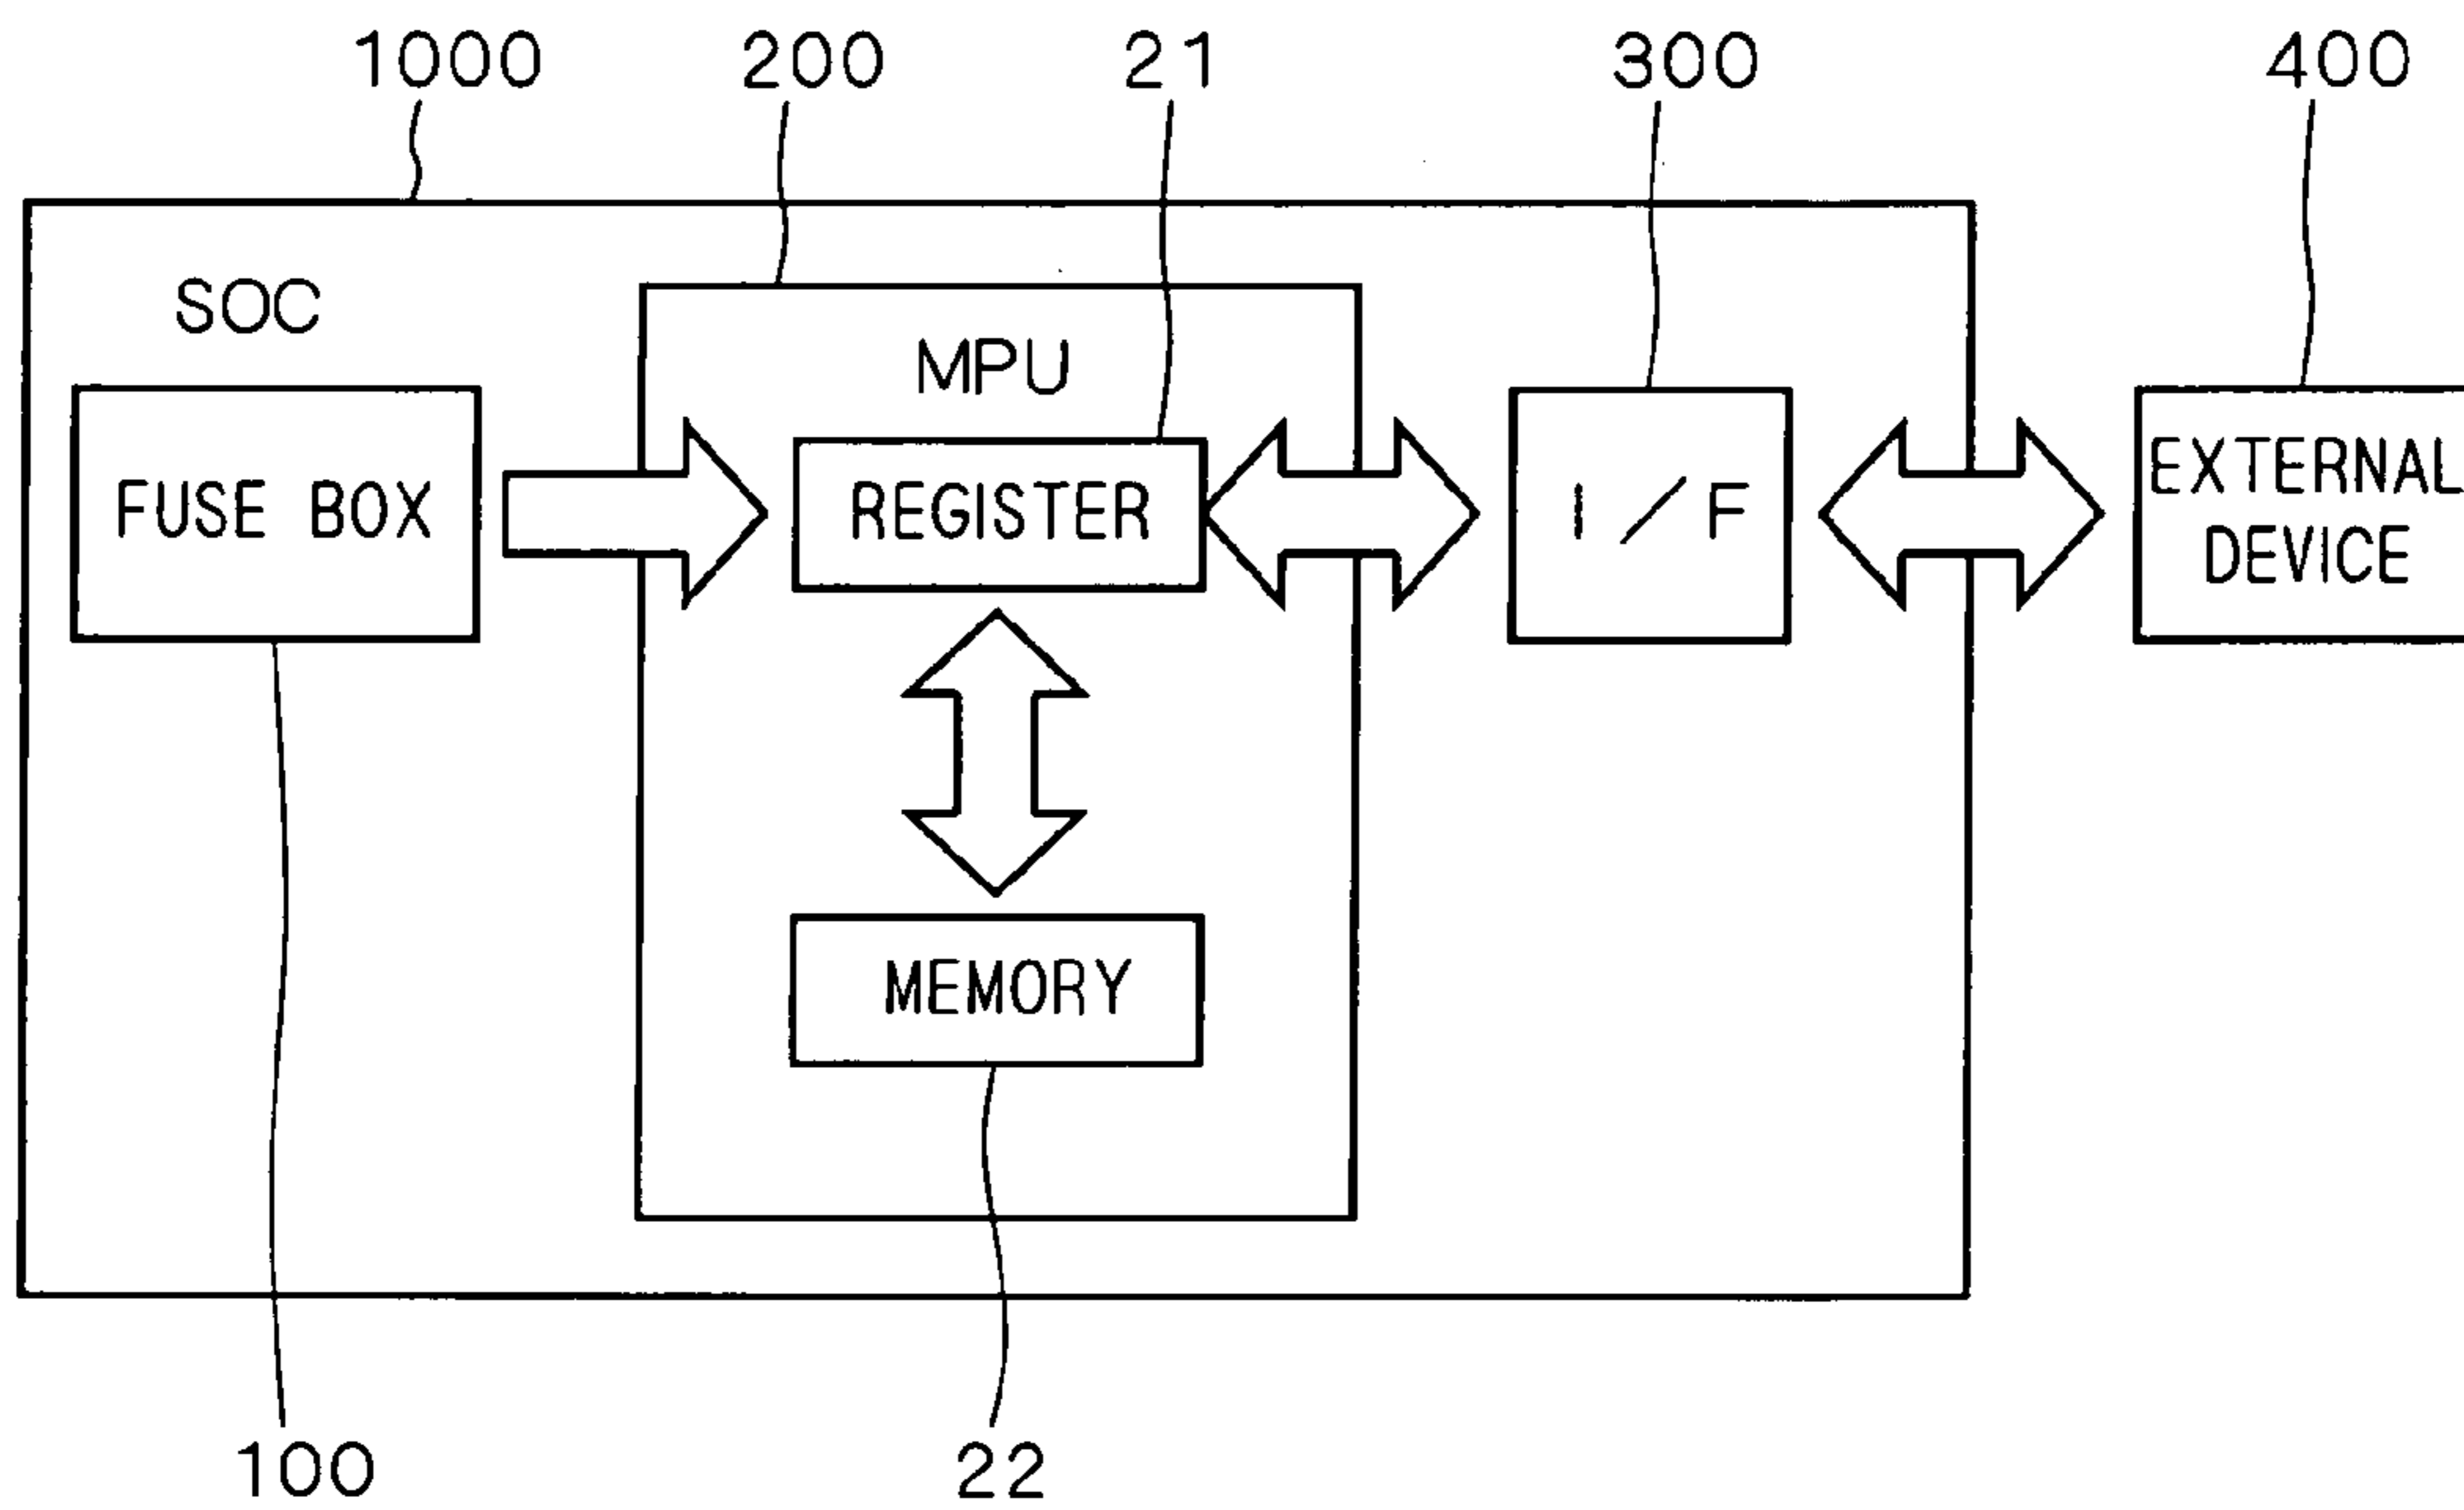 1000 200 21 300 400
SOC
MPU
FUSE BOX
REGISTER
I/F
EXTERNAL
DEVICE
MEMORY
100 22